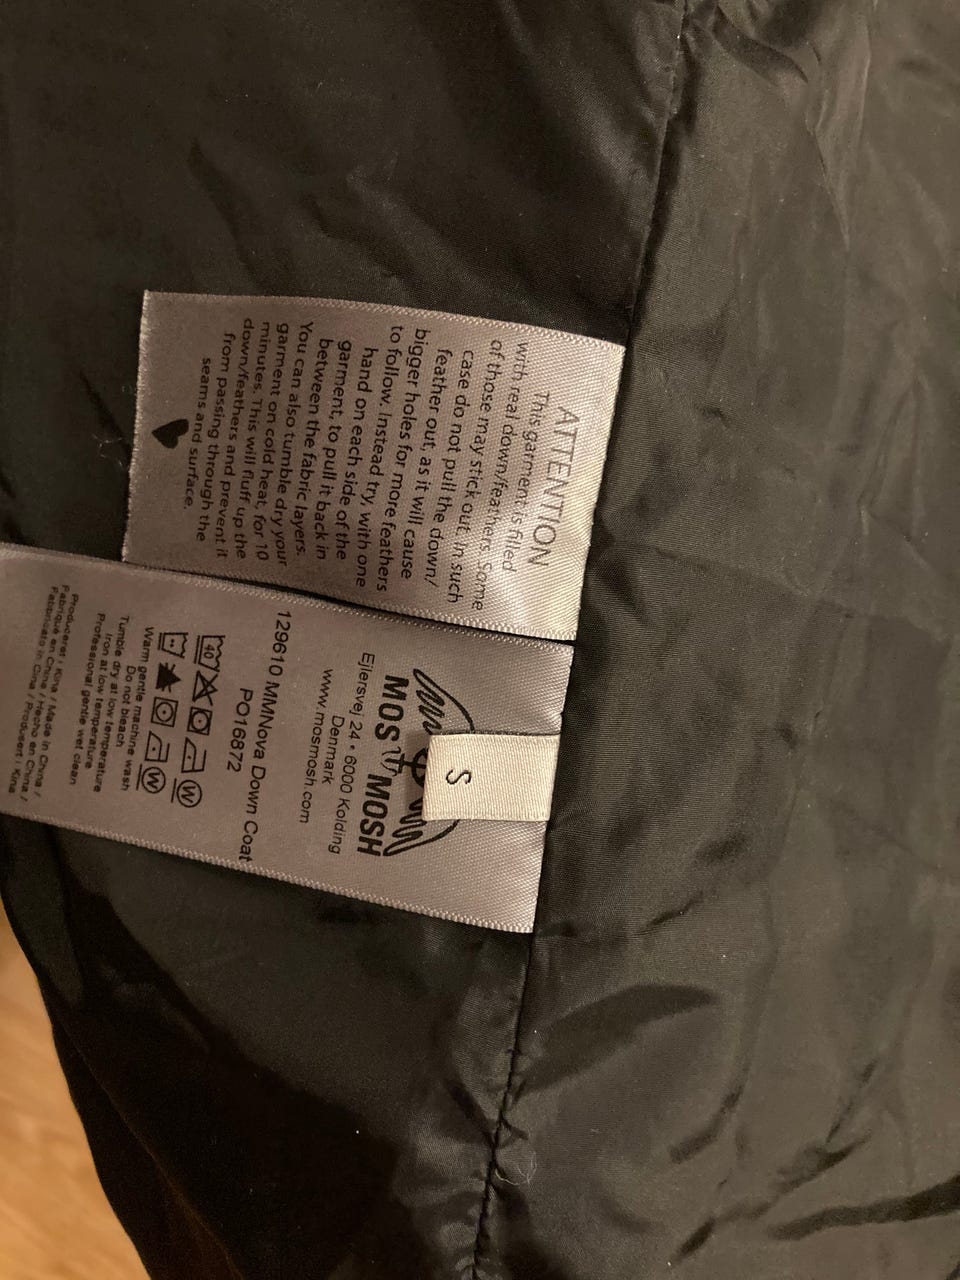 ATTENTION
This garment is filled
with real down/feathers. Some
of those may stick out. In such
case do not pull the down/
feather out, as it will cause
bigger holes for more feathers
to follow. Instead try, with one
hand on each side of the
garment, to pull it back in
between the fabric layers.
You can also tumble dry your
garment on cold heat, for 10
minutes. This will fluff up the
down/feathers and prevent it
from passing through the
seams and surface.
S
MOS MOSH
Ejlersvej 24 • 6000 Kolding
Denmark
www.mosmosh.com
129610 MMNova Down Coat
PO16872
40
W
W
Warm gentle machine wash
Do not bleach
Tumble dry at low temperature
Iron at low temperature
Professional gentle wet clean
Produceret i Kina / Made in China /
Fabriqué en Chine / Hecho en China /
Fabbricato in Cina / Produsert i Kina